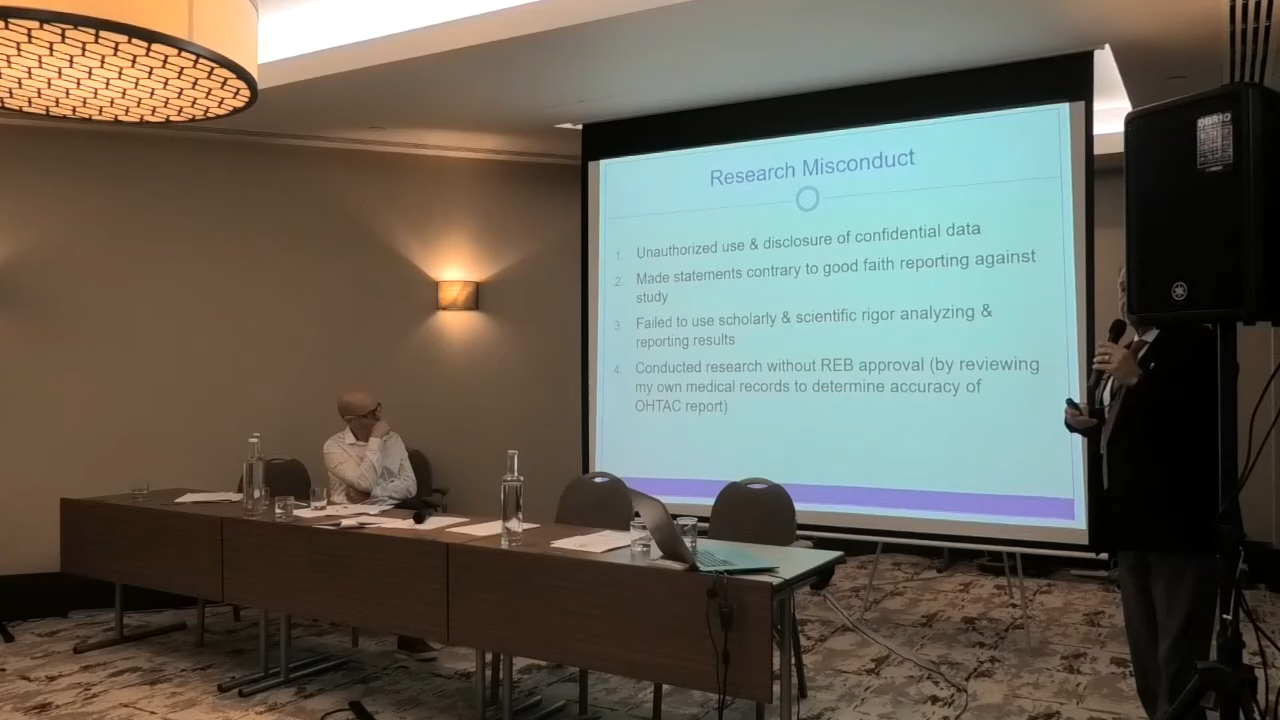 Research Misconduct
1. Unauthorized use & disclosure of confidential data
2. Made statements contrary to good faith reporting against
study
3. Failed to use scholarly & scientific rigor analyzing &
reporting results
4. Conducted research without REB approval (by reviewing
my own medical records to determine accuracy of
OHTAC report)
DBR10